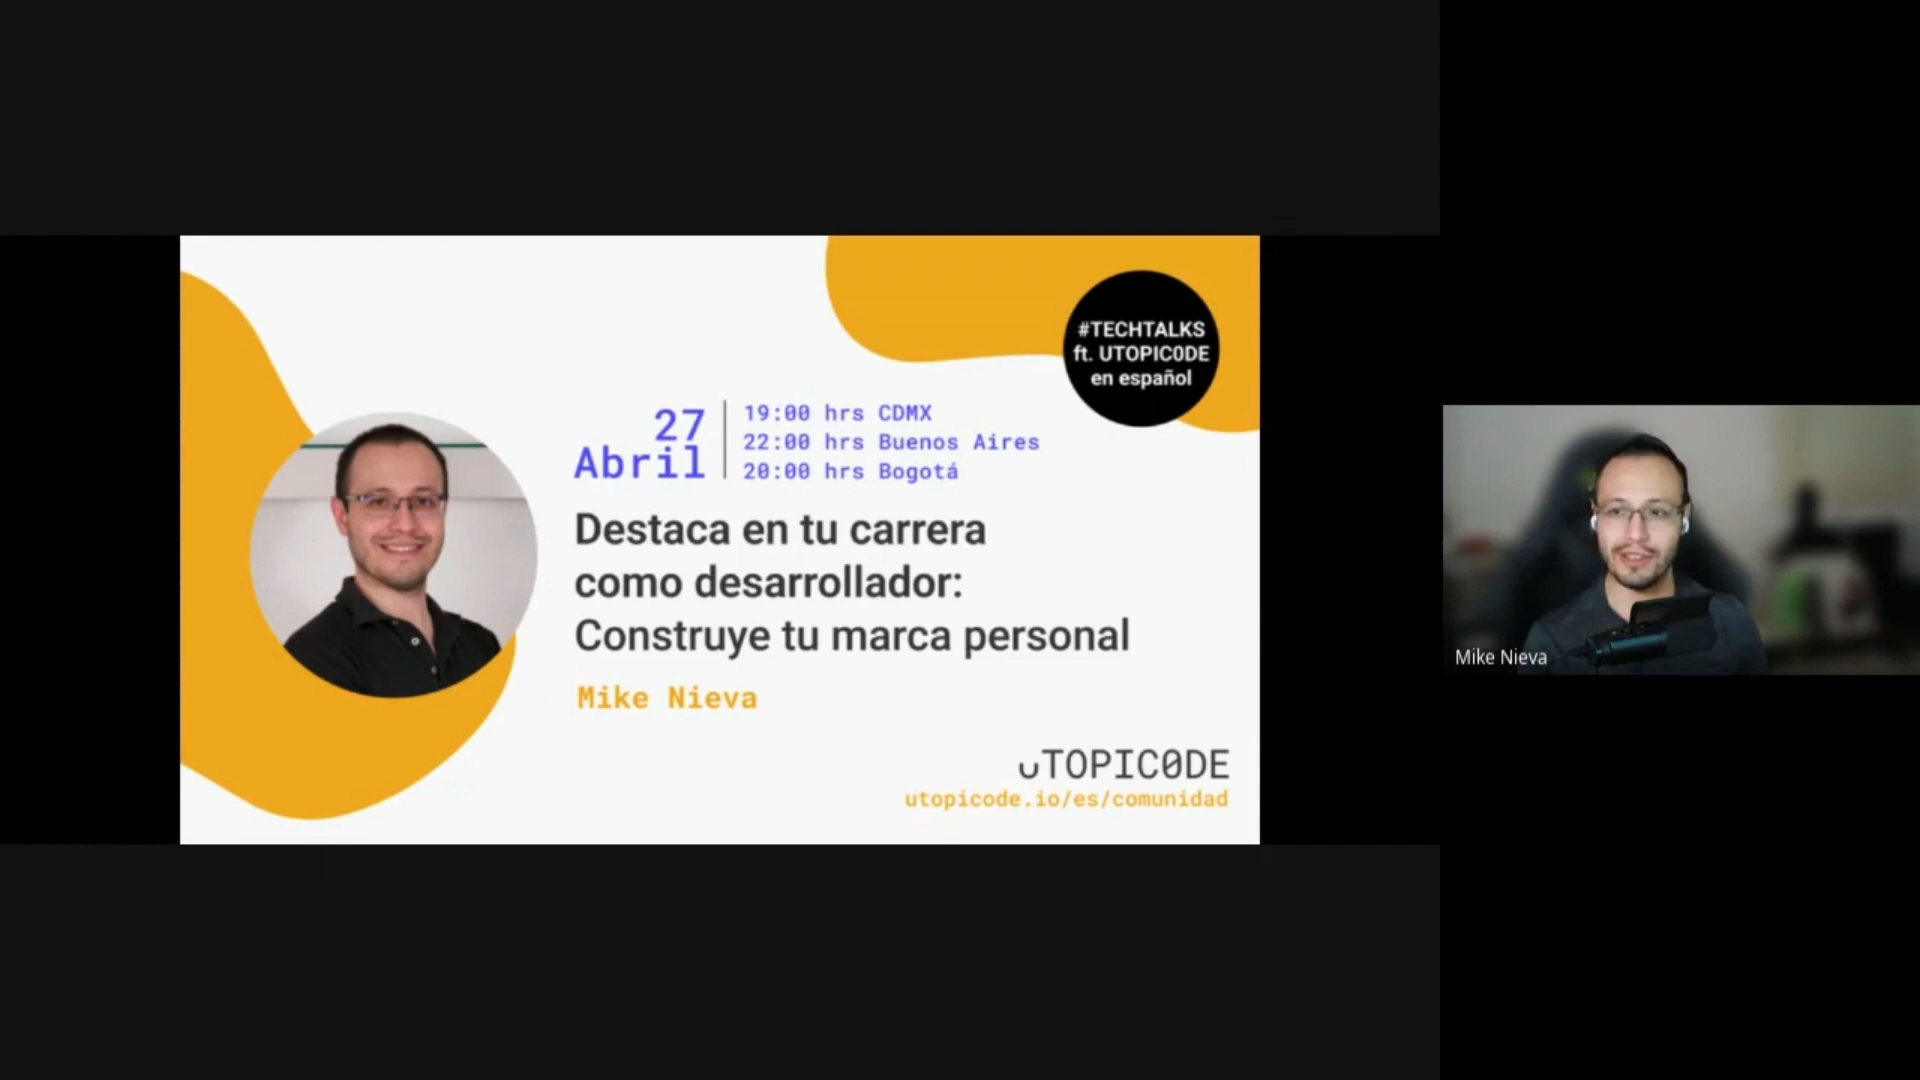 #TECHTALKS
ft. UTOPIC0DE
en español
27
Abril
19:00 hrs CDMX
22:00 hrs Buenos Aires
20:00 hrs Bogotá
Destaca en tu carrera
como desarrollador:
Construye tu marca personal
Mike Nieva
uTOPIC0DE
utopicode.io/es/comunidad
Mike Nieva